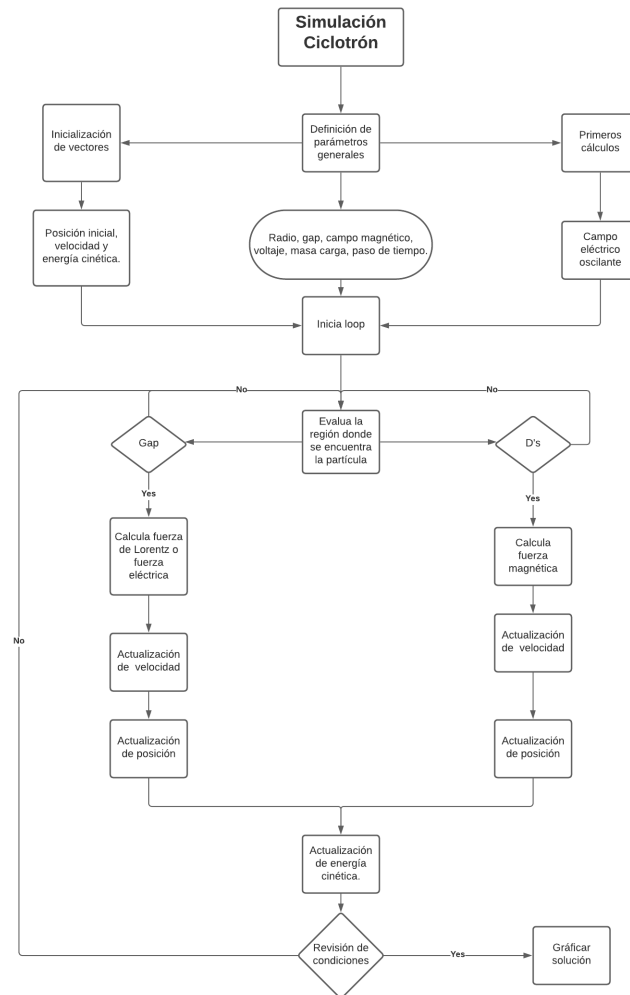 Simulación
Ciclotrón
Inicialización
de vectores
Definición de
parámetros
generales
Primeros
cálculos
Posición inicial,
velocidad y
energía cinética.
Radio, gap, campo magnético,
voltaje, masa carga, paso de tiempo.
Campo
eléctrico
oscilante
Inicia loop
No
No
Gap
Evalua la
región donde
se encuentra
la partícula
D's
Yes
Yes
Calcula fuerza
de Lorentz o
fuerza
eléctrica
Calcula
fuerza
magnética
No
Actualización
de velocidad
Actualización
de velocidad
Actualización
de posición
Actualización
de posición
Actualización
de energía
cinética.
Revisión de
condiciones
Yes
Gráficar
solución